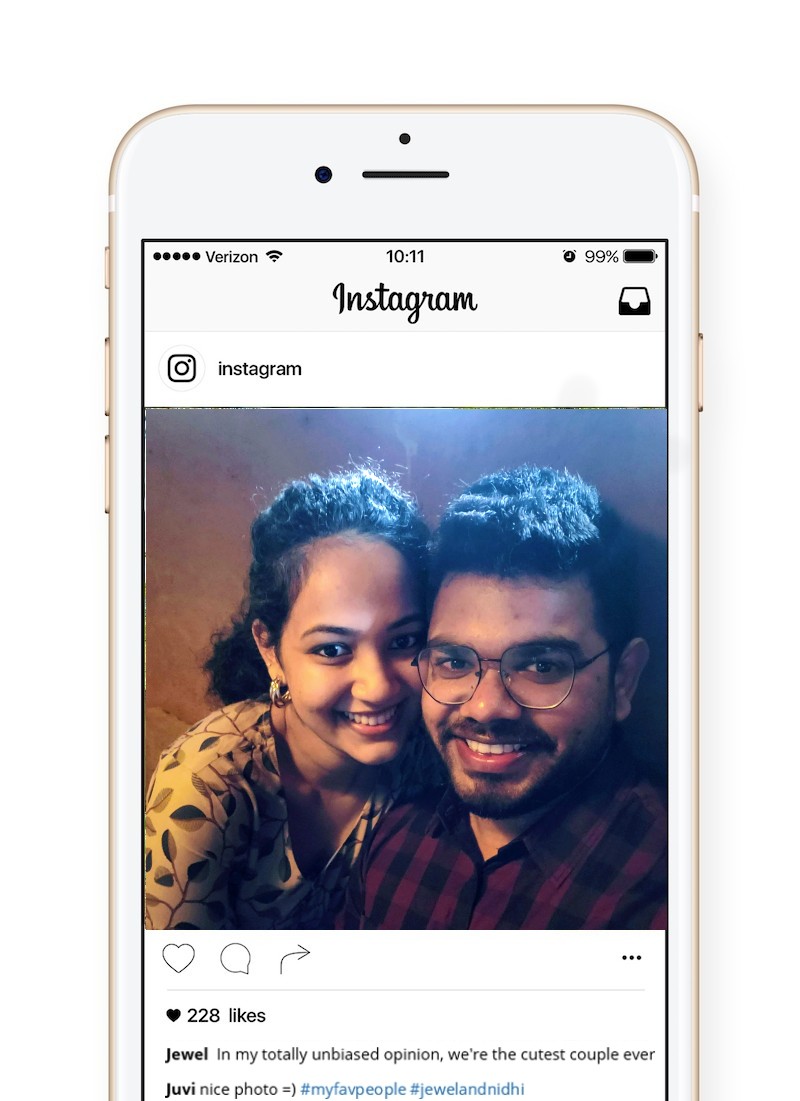 Verizon 10:11 99%
Instagram
instagram
228 likes
Jewel In my totally unbiased opinion, we're the cutest couple ever
Juvi nice photo =) #myfavpeople #jewelandnidhi